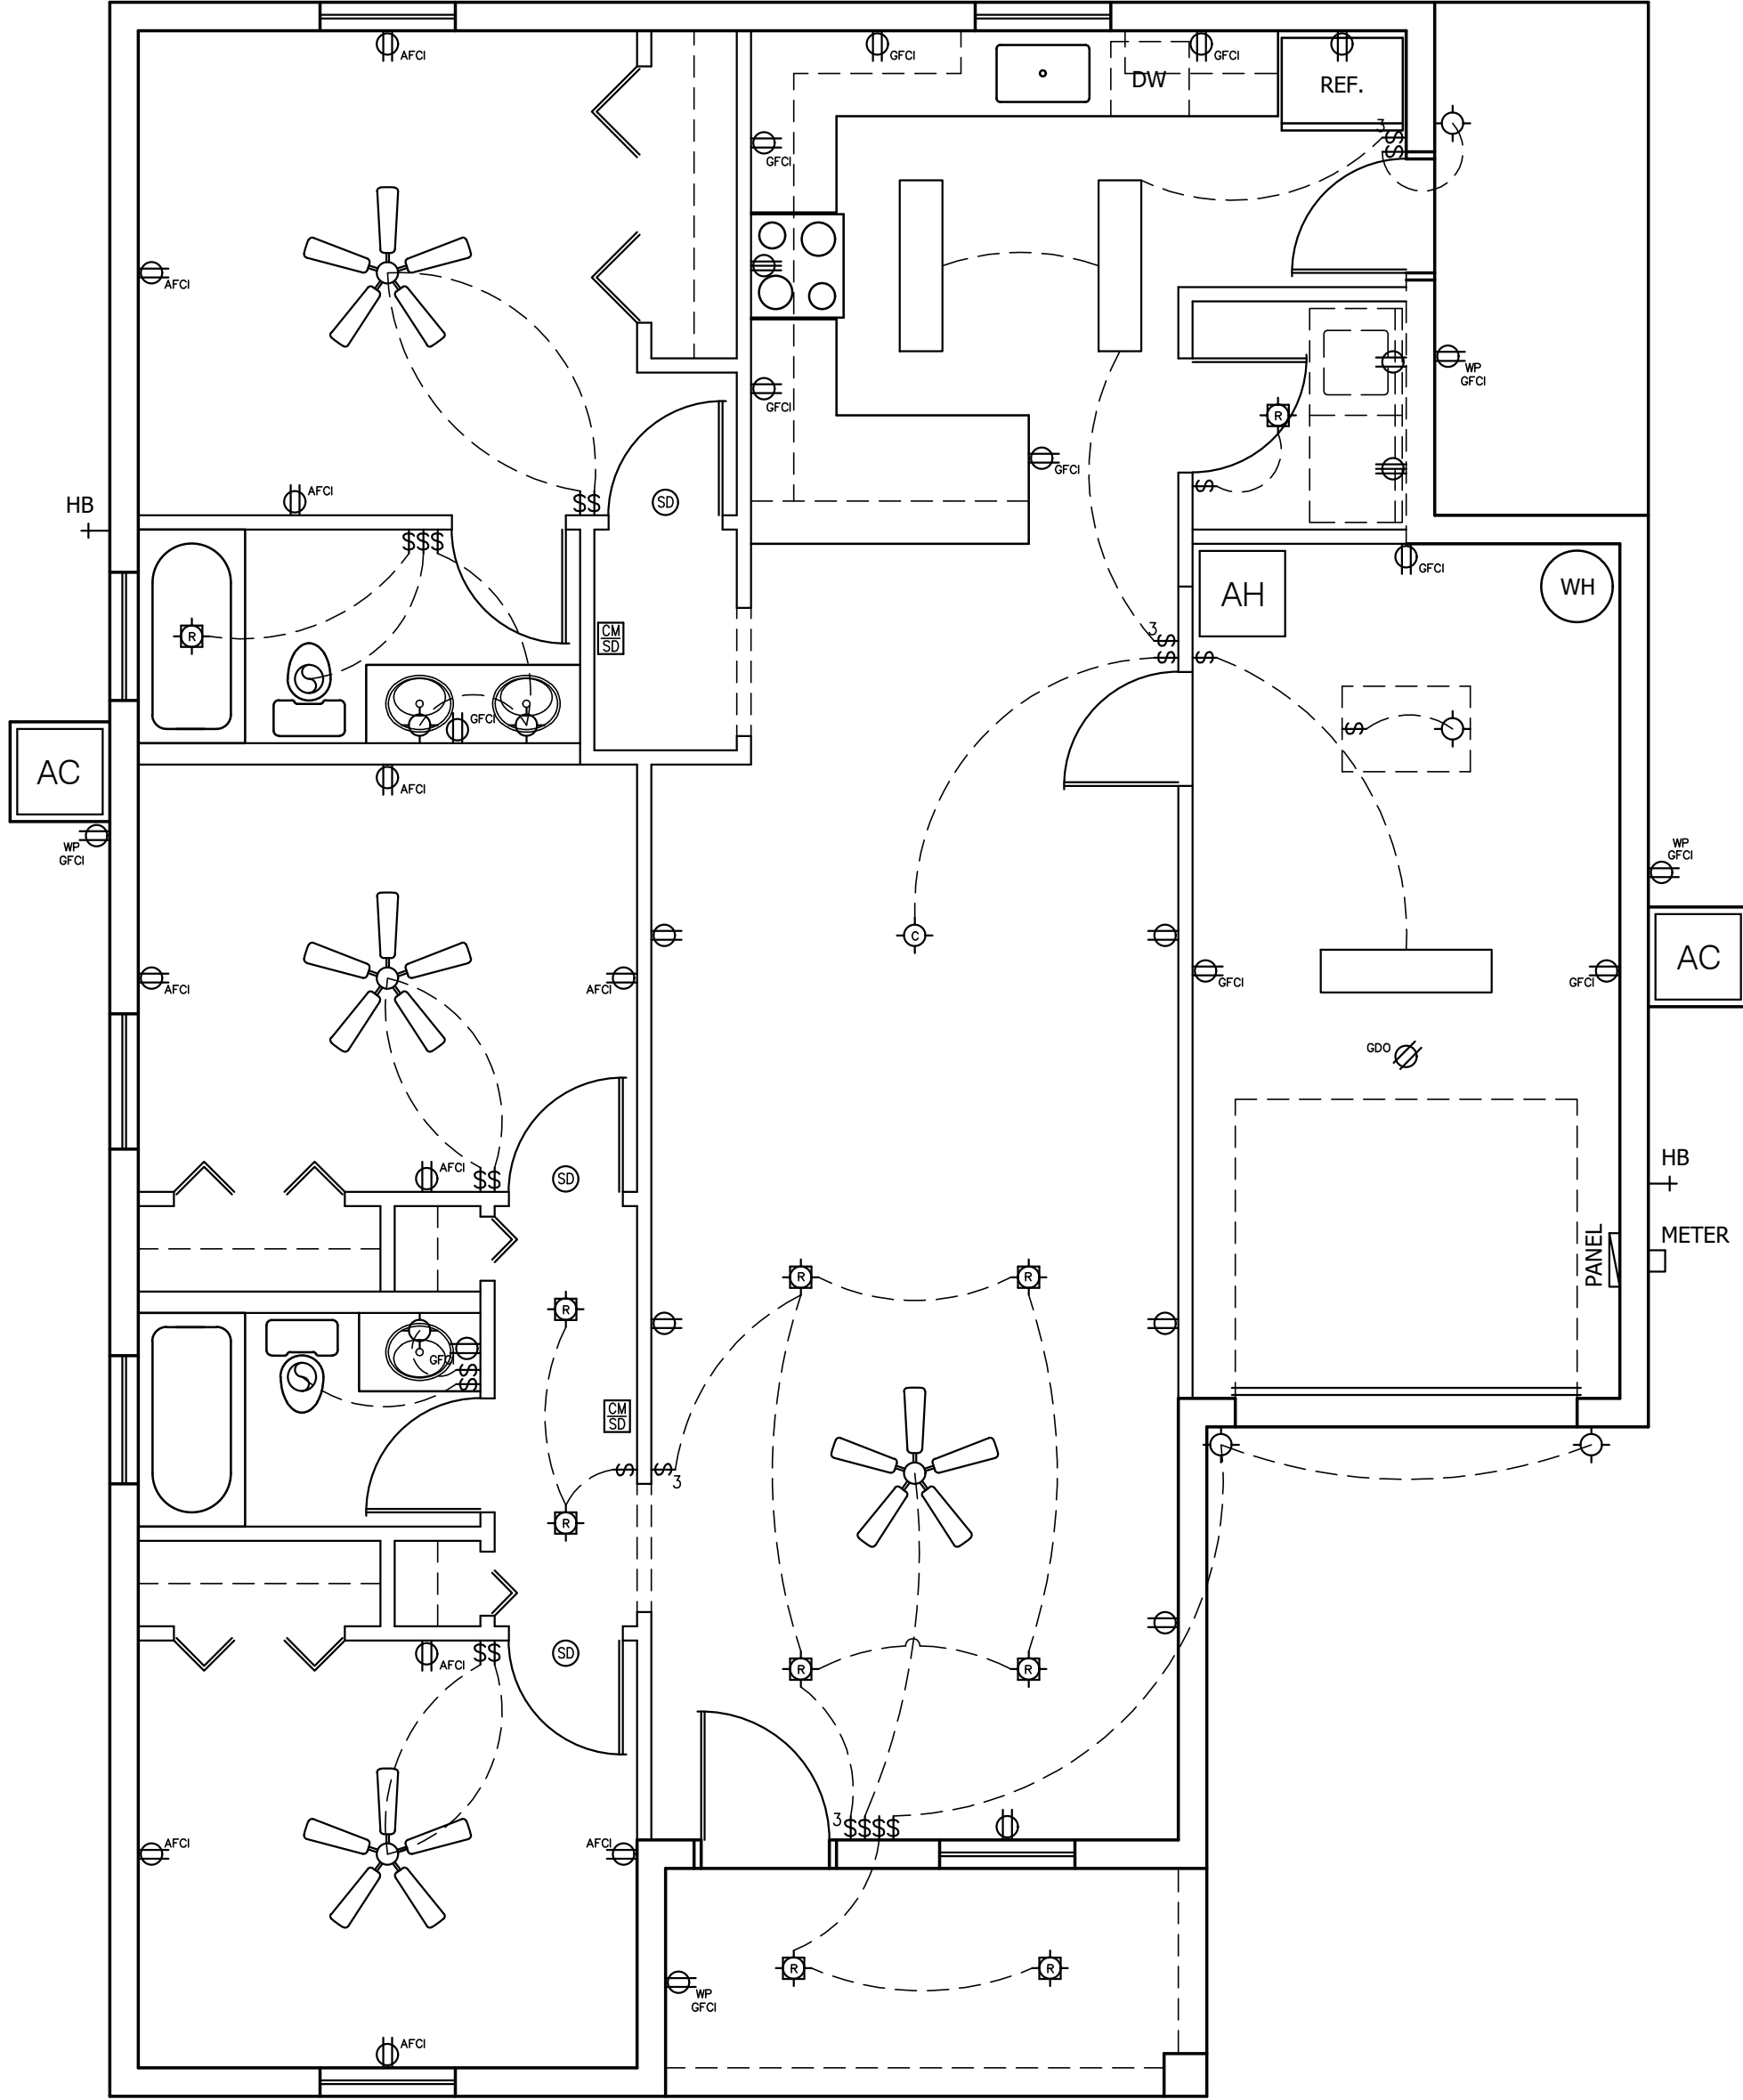 AFCI
GFCI
GFCI
DW
REF.
3
$
$
GFCI
AFCI
WP
GFCI
GFCI
R
GFCI
AFCI
$$
SD
$
HB
$$$
GFCI
AH
WH
R
CM
SD
3
$
$
$
GFCI
$
AC
AFCI
WP
GFCI
WP
GFCI
C
AC
AFCI
AFCI
GFCI
GFCI
GDO
HB
AFCI
$$
SD
PANEL
METER
R
R
R
GFCI
$
$
CM
SD
$
$
3
R
AFCI
$$
SD
R
R
3
$$$$
AFCI
AFCI
R
R
WP
GFCI
AFCI